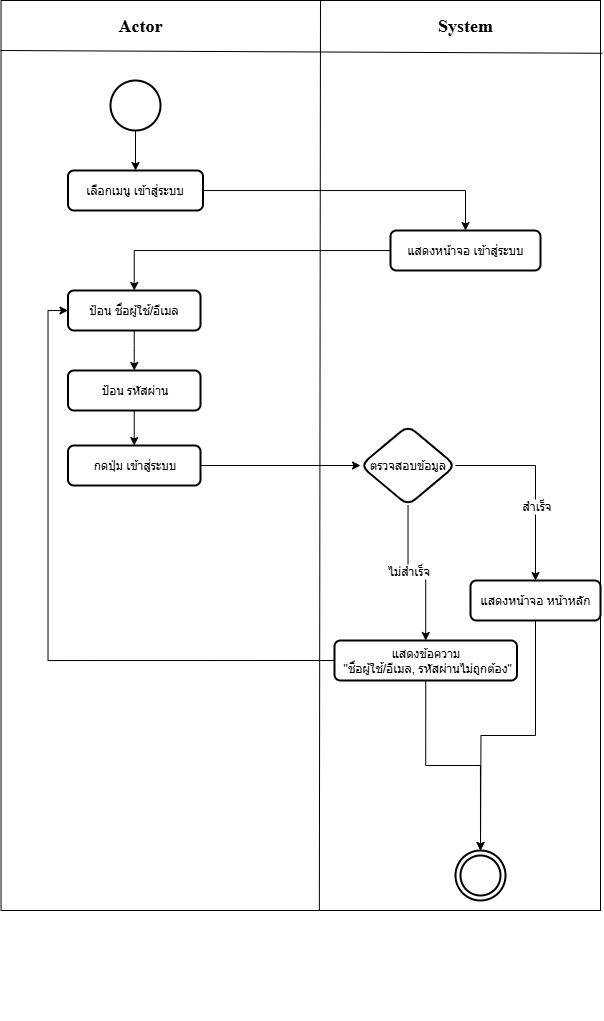 Actor
System
เลือกเมนู เข้าสู่ระบบ
แสดงหน้าจอ เข้าสู่ระบบ
ป้อน ชื่อผู้ใช้/อีเมล
ป้อน รหัสผ่าน
กดปุ่ม เข้าสู่ระบบ
ตรวจสอบข้อมูล
สำเร็จ
ไม่สำเร็จ
แสดงหน้าจอ หน้าหลัก
แสดงข้อความ
"ชื่อผู้ใช้/อีเมล, รหัสผ่านไม่ถูกต้อง"